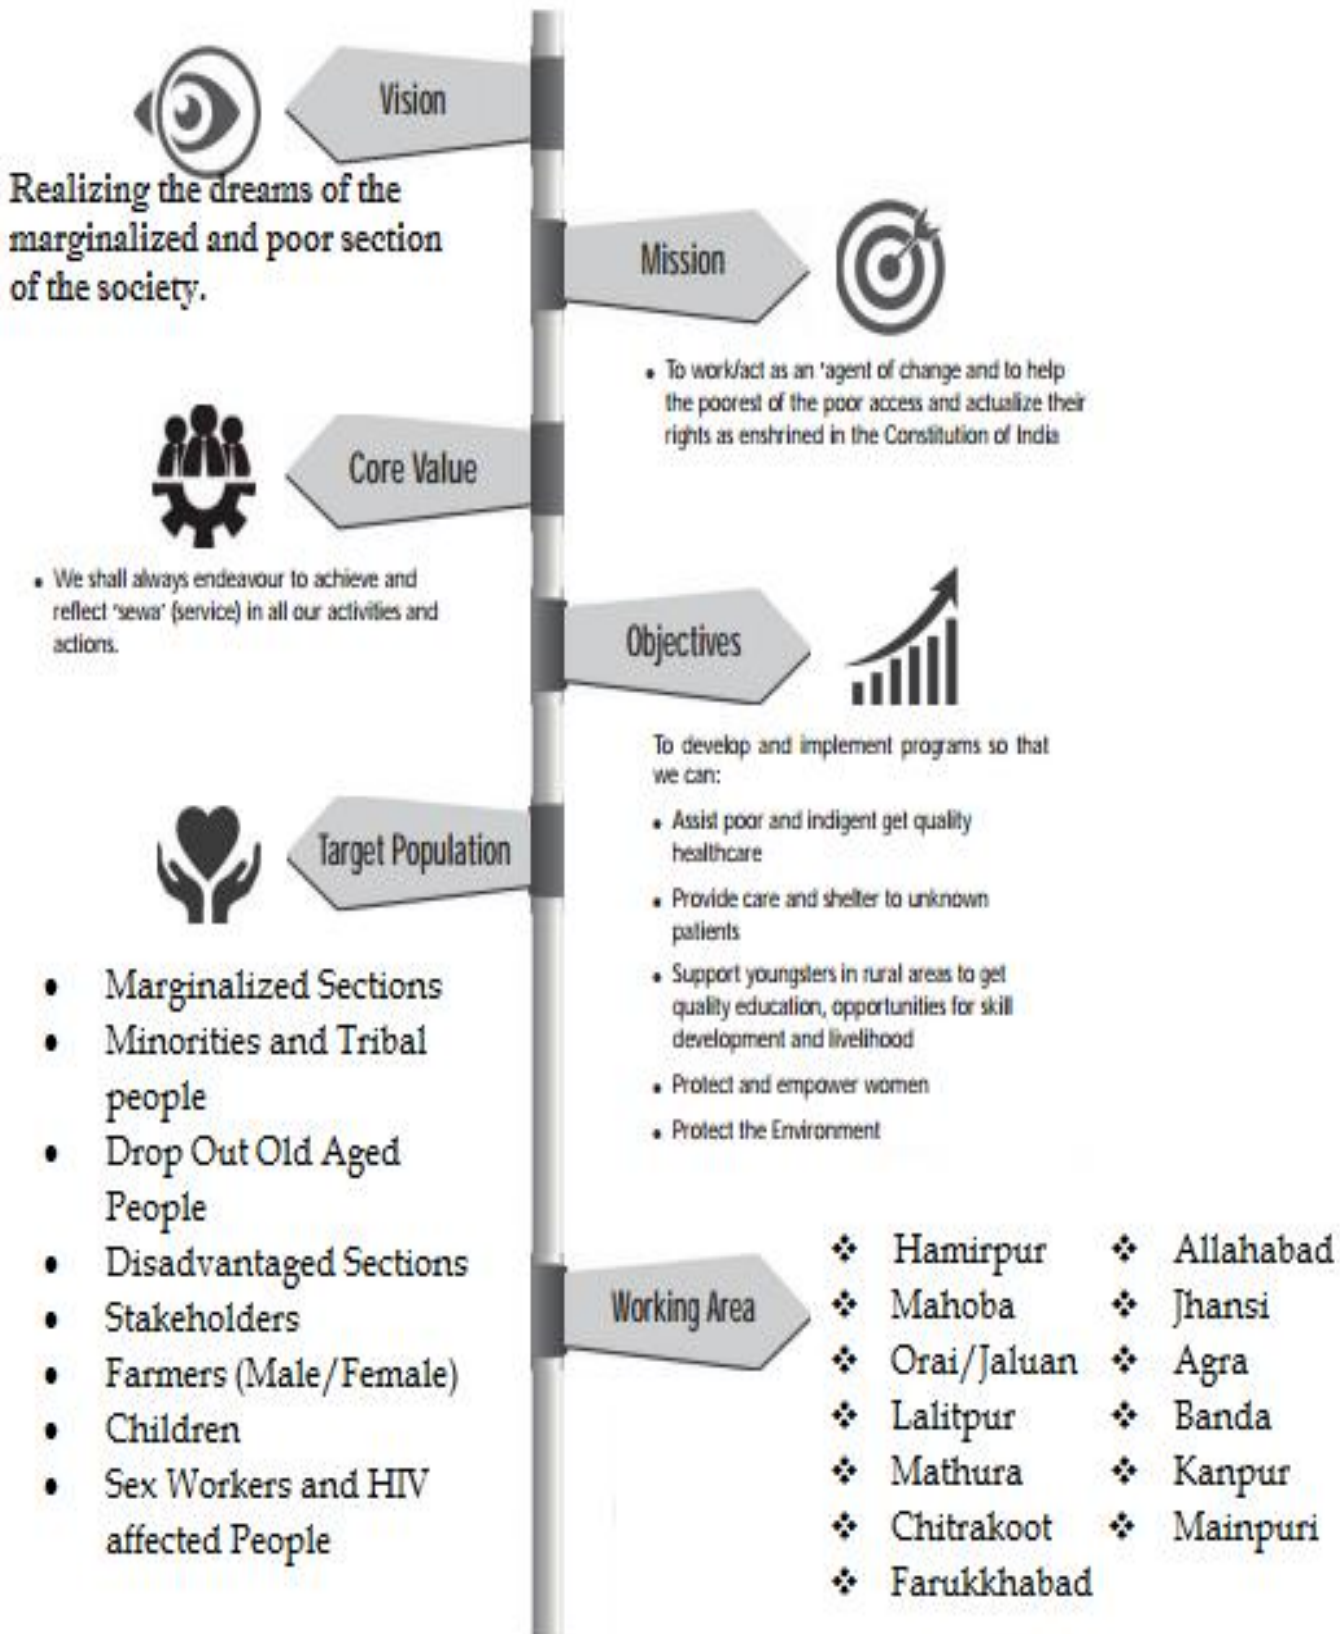 Vision
Realizing the dreams of the
marginalized and poor section
of the society.
Mission
• To work/act as an 'agent of change and to help
the poorest of the poor access and actualize their
rights as enshrined in the Constitution of India
Core Value
• We shall always endeavour to achieve and
reflect 'sewa' (service) in all our activities and
actions.
Objectives
To develop and implement programs so that
we can:
• Assist poor and indigent get quality
healthcare
• Provide care and shelter to unknown
patients
• Support youngsters in rural areas to get
quality education, opportunities for skill
development and livelihood
• Protect and empower women
• Protect the Environment
Target Population
• Marginalized Sections
• Minorities and Tribal
people
• Drop Out Old Aged
People
• Disadvantaged Sections
• Stakeholders
• Farmers (Male/Female)
• Children
• Sex Workers and HIV
affected People
Working Area
❖ Hamirpur
❖ Mahoba
❖ Orai/Jaluan
❖ Lalitpur
❖ Mathura
❖ Chitrakoot
❖ Farukkhabad
❖ Allahabad
❖ Jhansi
❖ Agra
❖ Banda
❖ Kanpur
❖ Mainpuri